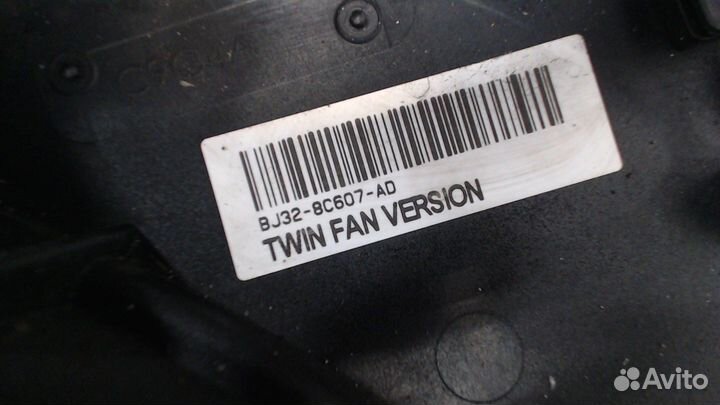 BJ32-8C607-AD
TWIN FAN VERSION
Avito